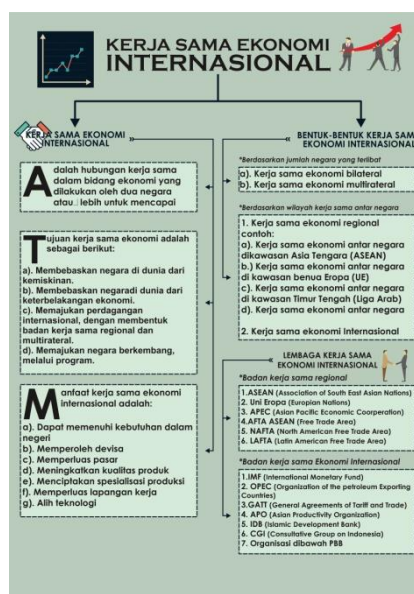 KERJA SAMA EKONOMI
INTERNASIONAL
KERJA SAMA EKONOMI
INTERNASIONAL
Adalah hubungan kerja sama
dalam bidang ekonomi yang
dilakukan oleh dua negara
atau lebih untuk mencapai
Tujuan kerja sama ekonomi adalah
sebagai berikut:
a). Membebaskan negara di dunia dari
kemiskinan.
b). Membebaskan negaradi dunia dari
keterbelakangan ekonomi.
c). Memajukan perdagangan
internasional, dengan membentuk
badan kerja sama regional dan
multirateral.
d). Memajukan negara berkembang,
melalui program.
Manfaat kerja sama ekonomi
internasional adalah:
a). Dapat memenuhi kebutuhan dalam
negeri
b). Memperoleh devisa
c). Memperluas pasar
d). Meningkatkan kualitas produk
e). Menciptakan spesialisasi produksi
f). Memperluas lapangan kerja
g). Alih teknologi
BENTUK-BENTUK KERJA SAMA
EKONOMI INTERNASIONAL
*Berdasarkan jumlah negara yang terlibat
a). Kerja sama ekonomi bilateral
b). Kerja sama ekonomi multirateral
*Berdasarkan wilayah kerja sama antar negara
1. Kerja sama ekonomi regional
contoh:
a). Kerja sama ekonomi antar negara
dikawasan Asia Tengara (ASEAN)
b.) Kerja sama ekonomi antar negara
di kawasan benua Eropa (UE)
c). Kerja sama ekonomi antar negara
di kawasan Timur Tengah (Liga Arab)
d). Kerja sama ekonomi antar negara
2. Kerja sama ekonomi Internasional
LEMBAGA KERJA SAMA
EKONOMI INTERNASIONAL
*Badan kerja sama regional
1.ASEAN (Association of South East Asian Nations)
2. Uni Eropa (Europian Nations)
3. APEC (Asian Pacific Economic Coorperation)
4.AFTA ASEAN (Free Trade Area)
5. NAFTA (North American Free Trade Area)
6. LAFTA (Latin American Free Trade Area)
*Badan kerja sama Ekonomi internasional
1.IMF (International Monetary Fund)
2. OPEC (Organization of the petroleum Exporting
Countries)
3.GATT (General Agreements of Tariff and Trade)
4. APO (Asian Productivity Organization)
5. IDB (Islamic Development Bank)
6. CGI (Consultative Group on Indonesia)
7. Organisasi dibawah PBB